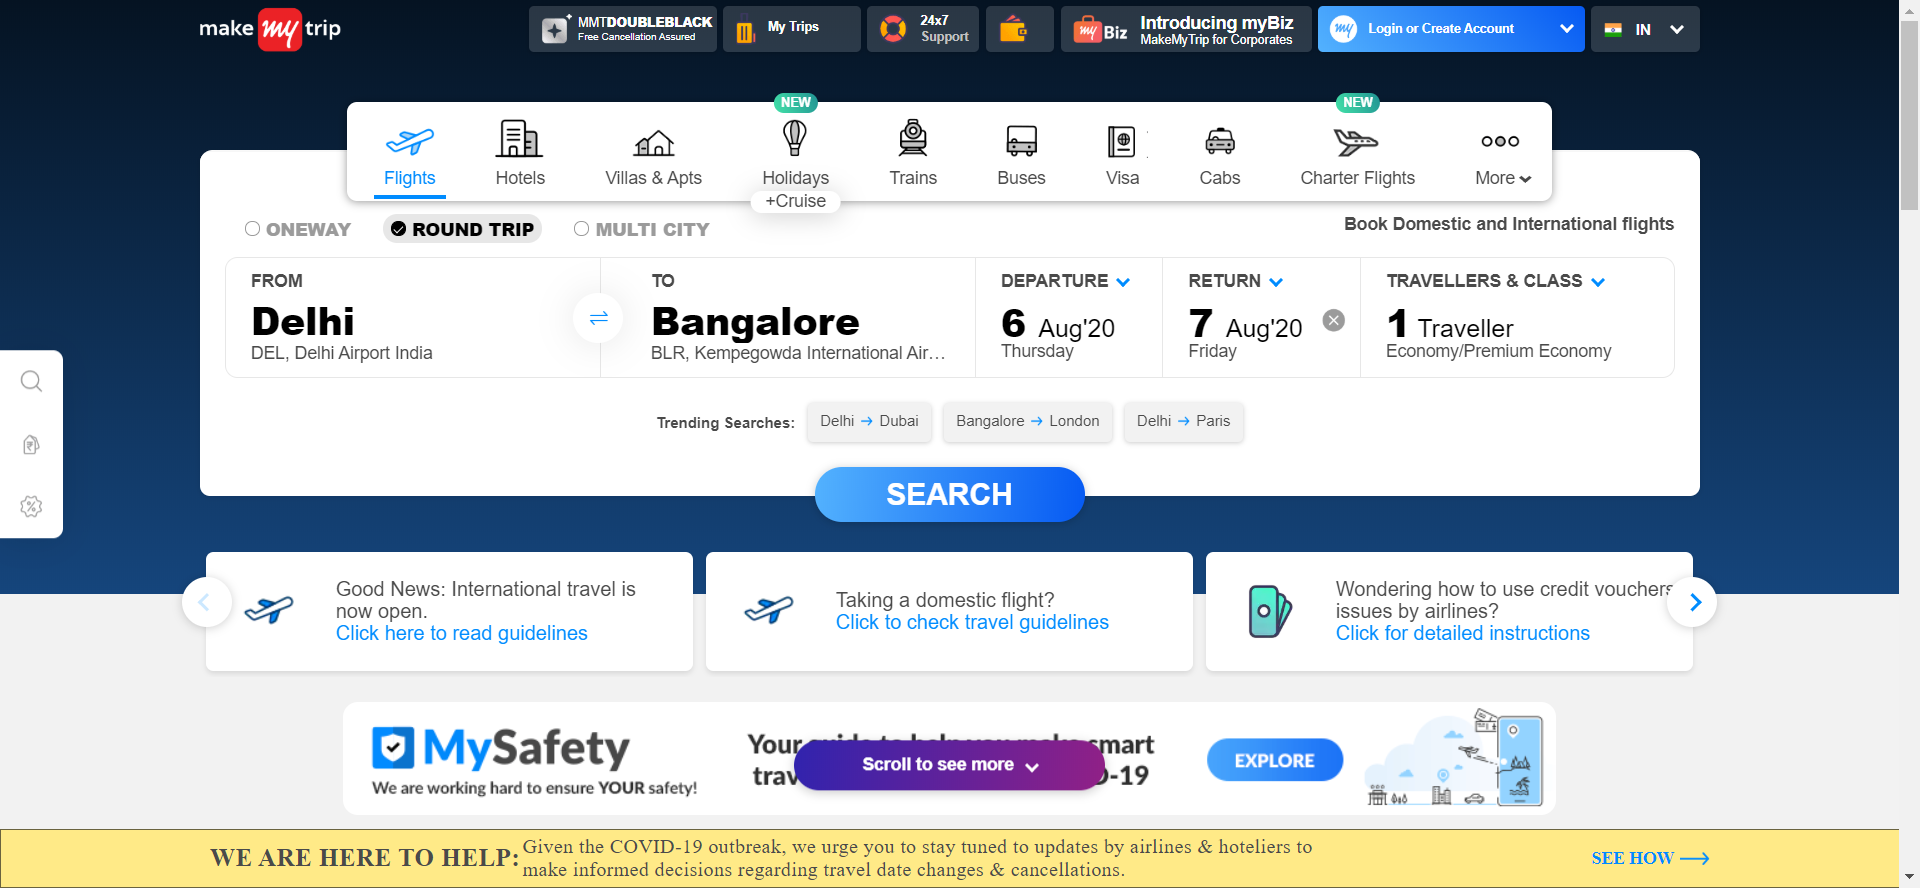 make my trip
MMTDOUBLEBLACK
Free Cancellation Assured
My Trips
24x7
Support
my Biz
Introducing myBiz
MakeMyTrip for Corporates
my
Login or Create Account
IN
NEW
NEW
Flights
Hotels
Villas & Apts
Holidays
Trains
Buses
Visa
Cabs
Charter Flights
More
+Cruise
ONEWAY
ROUND TRIP
MULTI CITY
Book Domestic and International flights
FROM
Delhi
DEL, Delhi Airport India
TO
Bangalore
BLR, Kempegowda International Air...
DEPARTURE
6 Aug'20
Thursday
RETURN
7 Aug'20
Friday
TRAVELLERS & CLASS
1 Traveller
Economy/Premium Economy
Trending Searches:
Delhi → Dubai
Bangalore → London
Delhi → Paris
SEARCH
Good News: International travel is
now open.
Click here to read guidelines
Taking a domestic flight?
Click to check travel guidelines
Wondering how to use credit vouchers
issues by airlines?
Click for detailed instructions
MySafety
We are working hard to ensure YOUR safety!
Your smart
-19
Scroll to see more
EXPLORE
WE ARE HERE TO HELP:
Given the COVID-19 outbreak, we urge you to stay tuned to updates by airlines & hoteliers to
make informed decisions regarding travel date changes & cancellations.
SEE HOW